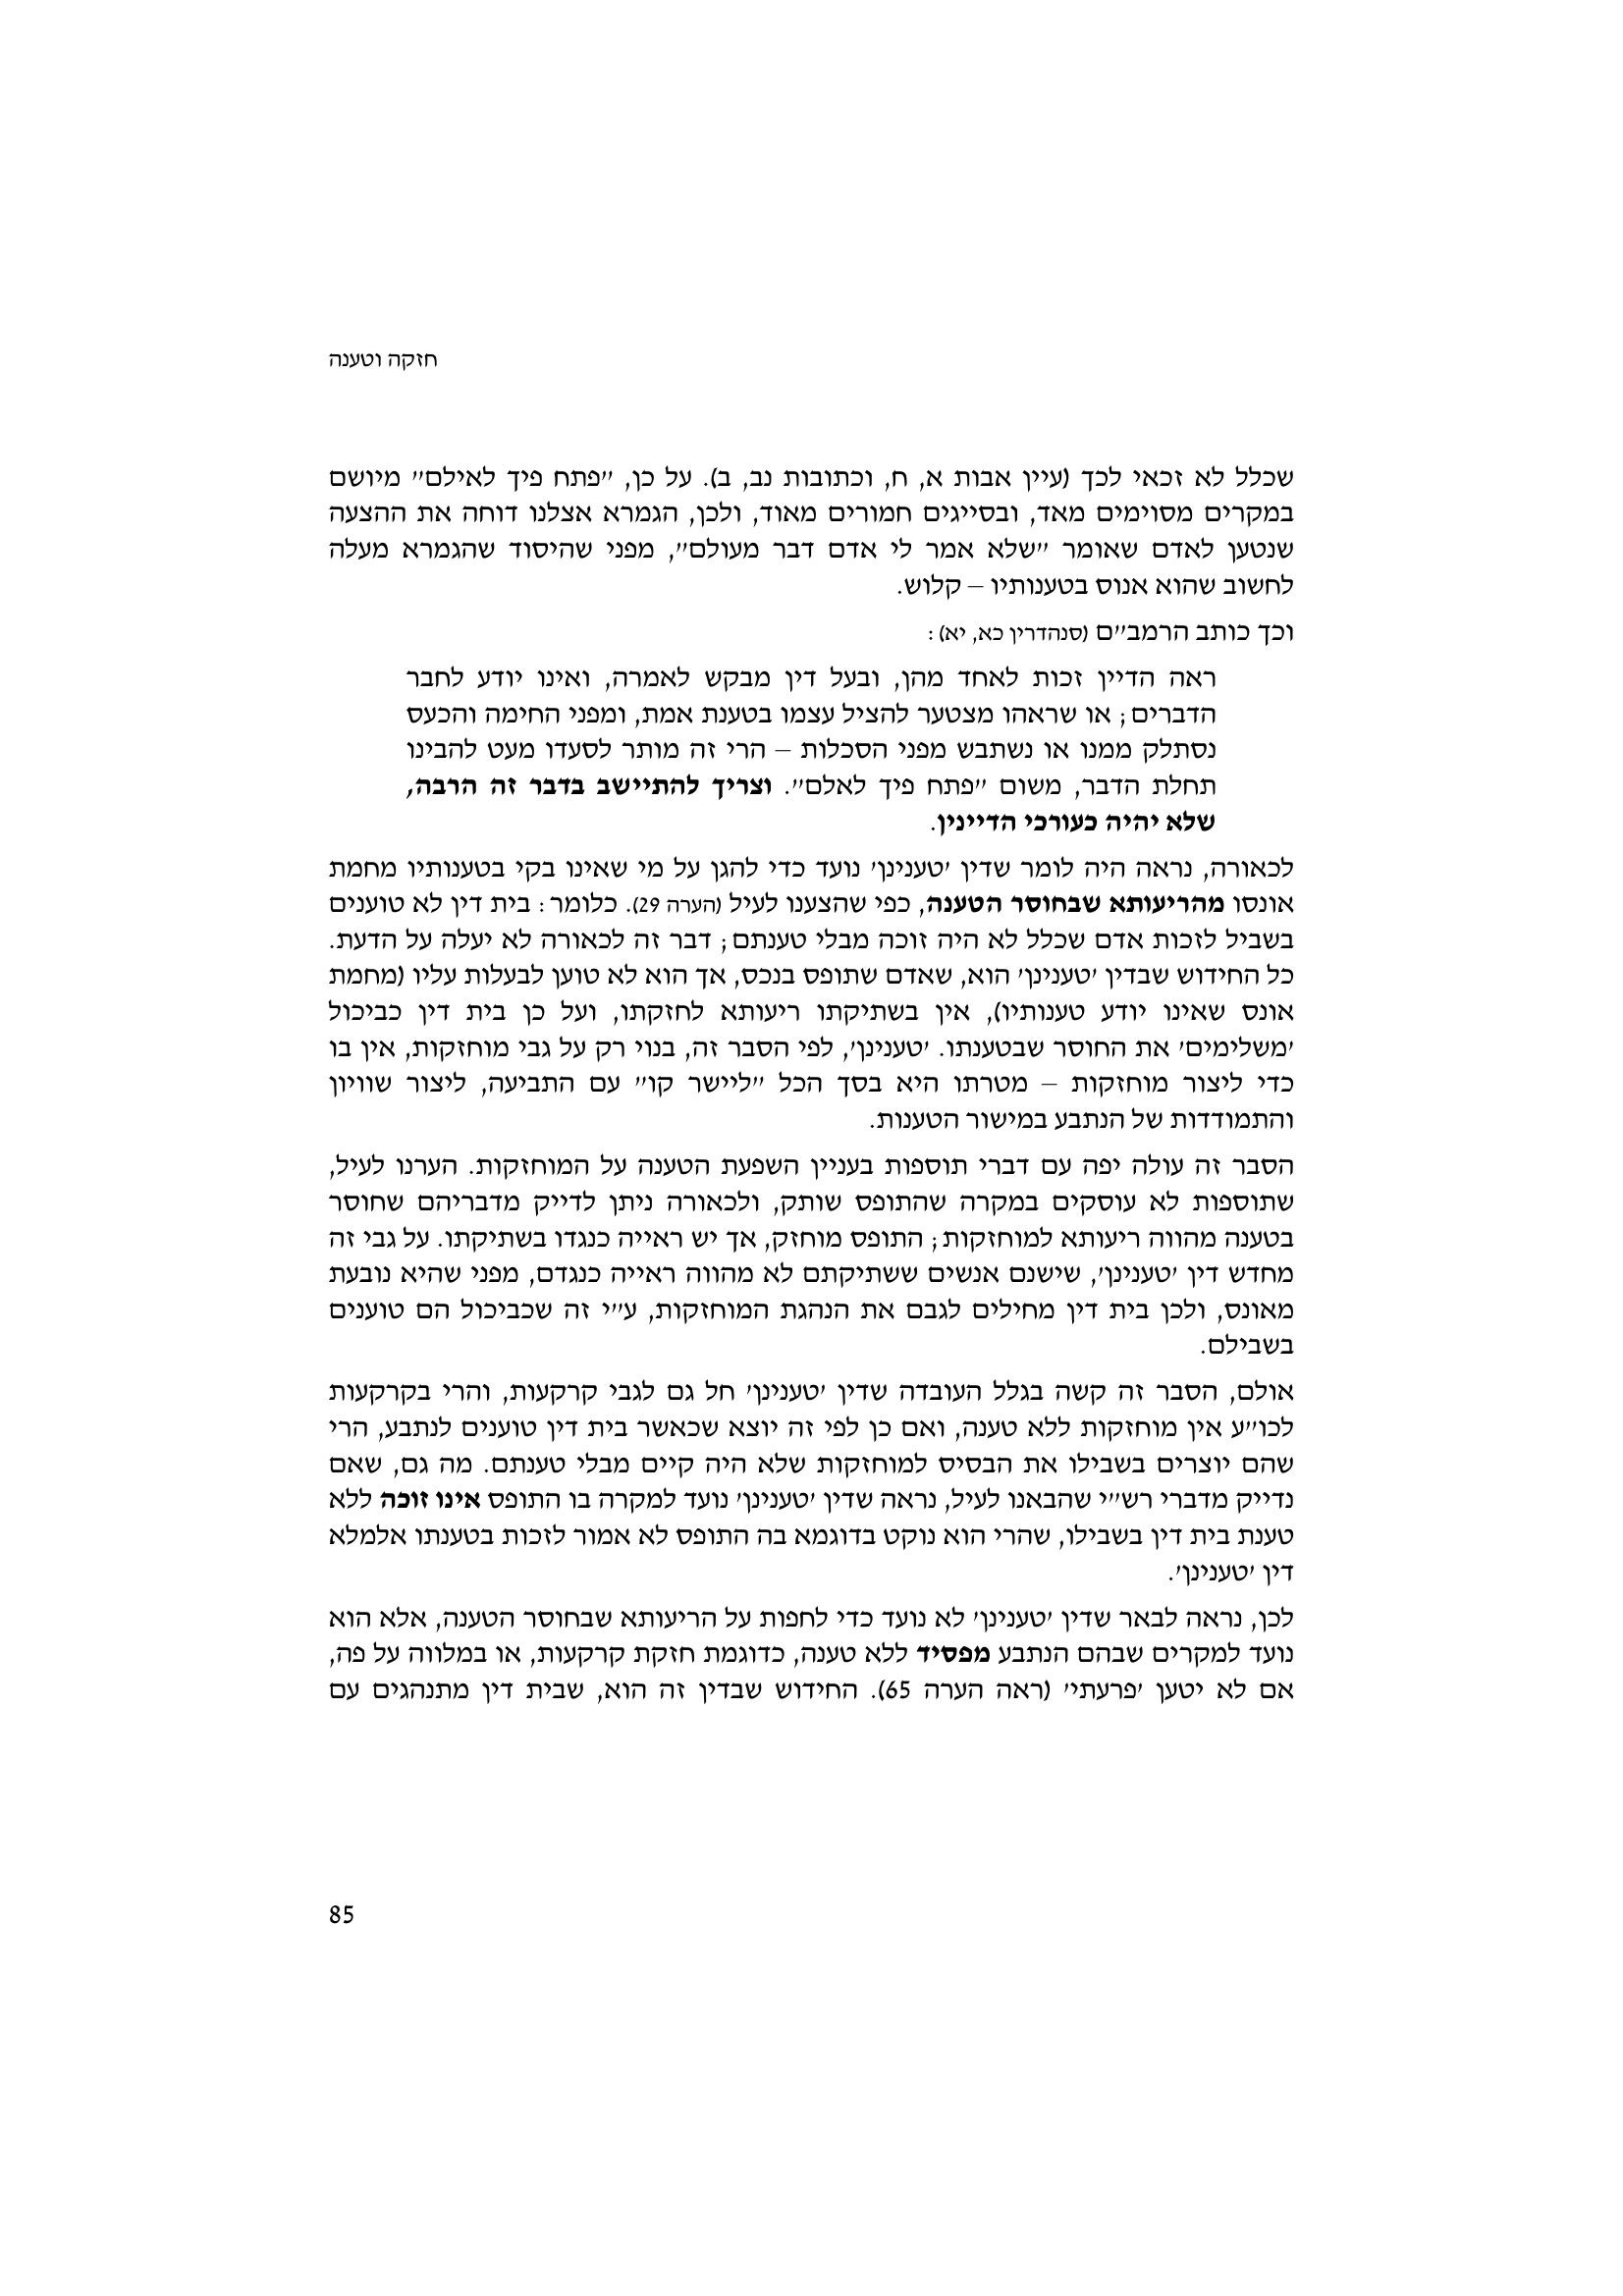 חזקה וטענה
שכלל לא זכאי לכך (עיין אבות א, ח, וכתובות נב, ב). על כן, ״פתח פיך לאילם״ מיושם
במקרים מסוימים מאד, ובסייגים חמורים מאוד, ולכן, הגמרא אצלנו דוחה את ההצעה
שנטען לאדם שאומר ״שלא אמר לי אדם דבר מעולם״, מפני שהיסוד שהגמרא מעלה
לחשוב שהוא אנוס בטענותיו – קלוש.
וכך כותב הרמב״ם (סנהדרין כא, יא):
ראה הדיין זכות לאחד מהן, ובעל דין מבקש לאמרה, ואינו יודע לחבר
הדברים; או שראהו מצטער להציל עצמו בטענת אמת, ומפני החימה והכעס
נסתלק ממנו או נשתבש מפני הסכלות – הרי זה מותר לסעדו מעט להבינו
תחלת הדבר, משום ״פתח פיך לאלם״. וצריך להתיישב בדבר זה הרבה,
שלא יהיה כעורכי הדיינין.
לכאורה, נראה היה לומר שדין ׳טענינן׳ נועד כדי להגן על מי שאינו בקי בטענותיו מחמת
אונסו מהריעותא שבחוסר הטענה, כפי שהצענו לעיל (הערה 29). כלומר: בית דין לא טוענים
בשביל לזכות אדם שכלל לא היה זוכה מבלי טענתם; דבר זה לכאורה לא יעלה על הדעת.
כל החידוש שבדין ׳טענינן׳ הוא, שאדם שתופס בנכס, אך הוא לא טוען לבעלות עליו (מחמת
אונס שאינו יודע טענותיו), אין בשתיקתו ריעותא לחזקתו, ועל כן בית דין כביכול
׳משלימים׳ את החוסר שבטענתו. ׳טענינן׳, לפי הסבר זה, בנוי רק על גבי מוחזקות, אין בו
כדי ליצור מוחזקות – מטרתו היא בסך הכל ״ליישר קו״ עם התביעה, ליצור שוויון
והתמודדות של הנתבע במישור הטענות.
הסבר זה עולה יפה עם דברי תוספות בעניין השפעת הטענה על המוחזקות. הערנו לעיל,
שתוספות לא עוסקים במקרה שהתופס שותק, ולכאורה ניתן לדייק מדבריהם שחוסר
בטענה מהווה ריעותא למוחזקות; התופס מוחזק, אך יש ראייה כנגדו בשתיקתו. על גבי זה
מחדש דין ׳טענינן׳, שישנם אנשים ששתיקתם לא מהווה ראייה כנגדם, מפני שהיא נובעת
מאונס, ולכן בית דין מחילים לגבם את הנהגת המוחזקות, ע״י זה שכביכול הם טוענים
בשבילם.
אולם, הסבר זה קשה בגלל העובדה שדין ׳טענינן׳ חל גם לגבי קרקעות, והרי בקרקעות
לכו״ע אין מוחזקות ללא טענה, ואם כן לפי זה יוצא שכאשר בית דין טוענים לנתבע, הרי
שהם יוצרים בשבילו את הבסיס למוחזקות שלא היה קיים מבלי טענתם. מה גם, שאם
נדייק מדברי רש״י שהבאנו לעיל, נראה שדין ׳טענינן׳ נועד למקרה בו התופס אינו זוכה ללא
טענת בית דין בשבילו, שהרי הוא נוקט בדוגמא בה התופס לא אמור לזכות בטענתו אלמלא
דין ׳טענינן׳.
לכן, נראה לבאר שדין ׳טענינן׳ לא נועד כדי לחפות על הריעותא שבחוסר הטענה, אלא הוא
נועד למקרים שבהם הנתבע מפסיד ללא טענה, כדוגמת חזקת קרקעות, או במלווה על פה,
אם לא יטען ׳פרעתי׳ (ראה הערה 65). החידוש שבדין זה הוא, שבית דין מתנהגים עם
85